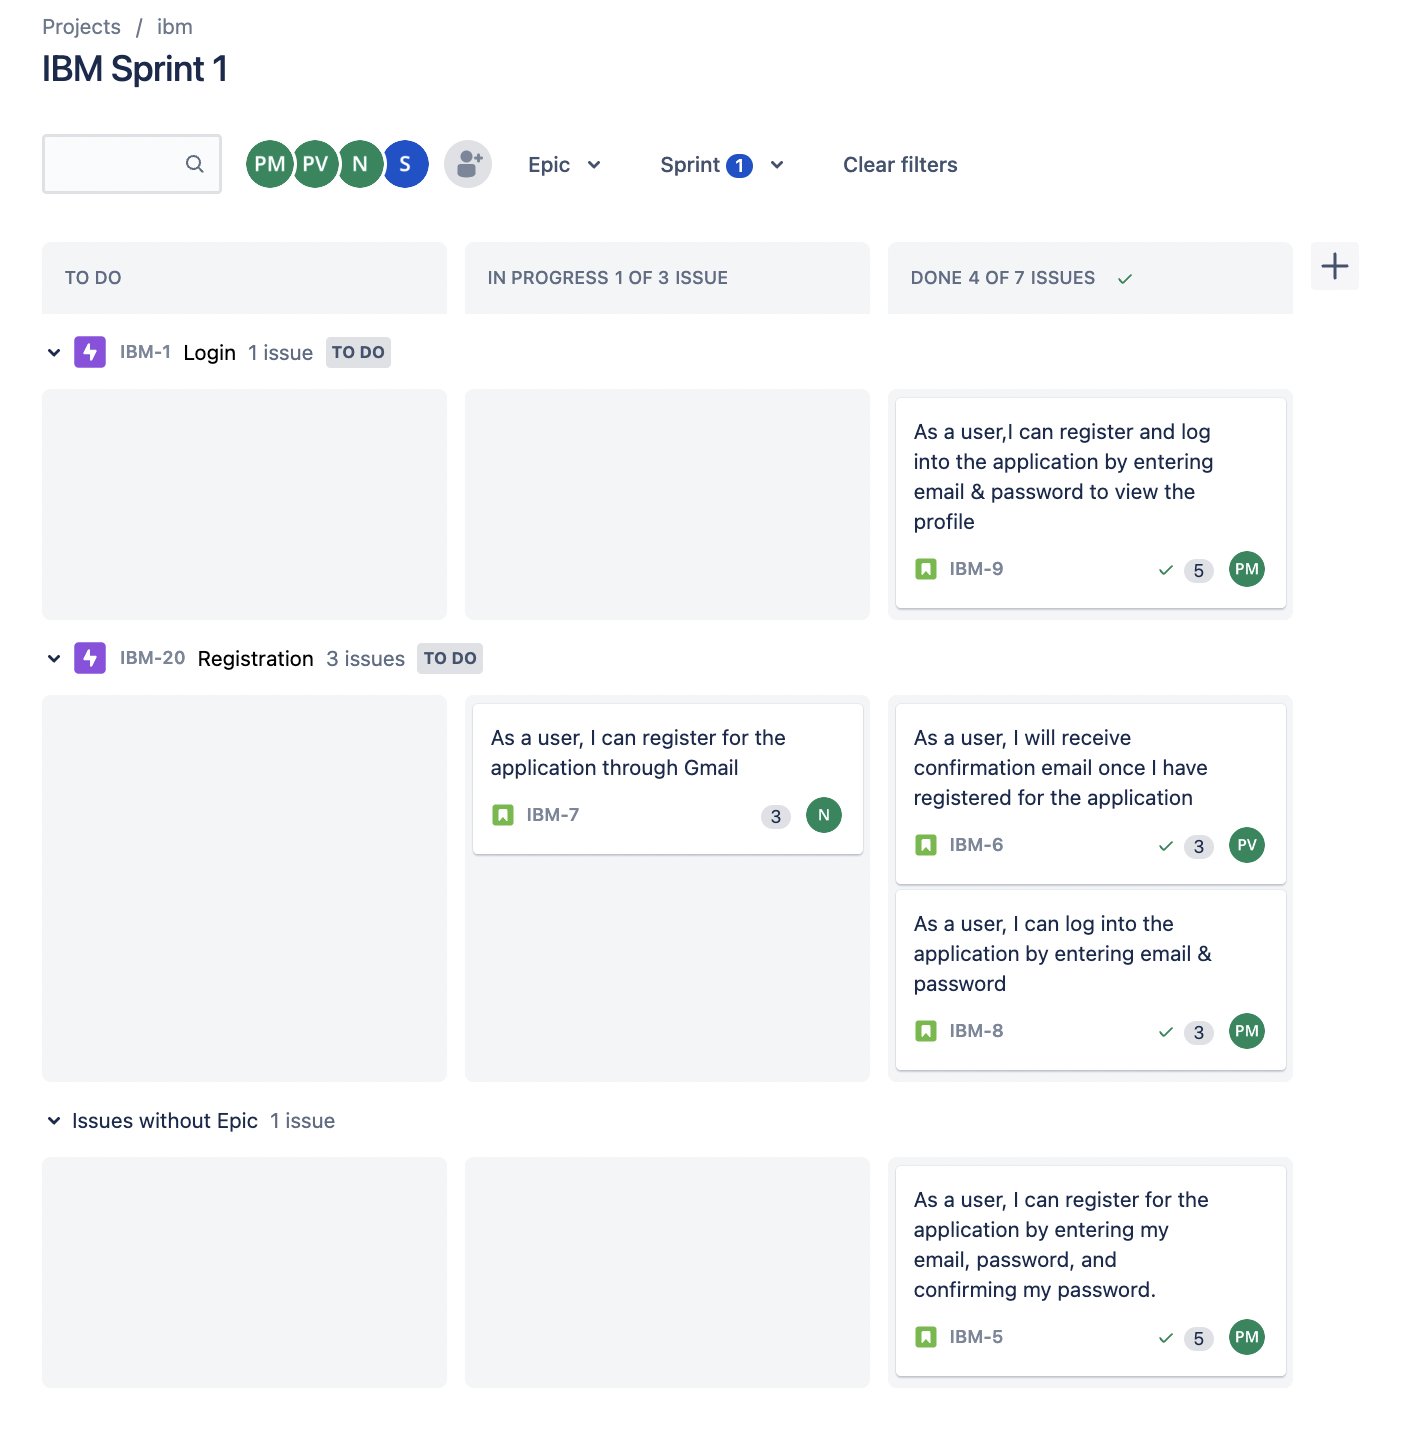 Projects / ibm
IBM Sprint 1
PM PV N S Epic Sprint 1 Clear filters
TO DO
IN PROGRESS 1 OF 3 ISSUE
DONE 4 OF 7 ISSUES
IBM-1 Login 1 issue TO DO
As a user,I can register and log
into the application by entering
email & password to view the
profile
IBM-9 5 PM
IBM-20 Registration 3 issues TO DO
As a user, I can register for the
application through Gmail
IBM-7 3 N
As a user, I will receive
confirmation email once I have
registered for the application
IBM-6 3 PV
As a user, I can log into the
application by entering email &
password
IBM-8 3 PM
Issues without Epic 1 issue
As a user, I can register for the
application by entering my
email, password, and
confirming my password.
IBM-5 5 PM